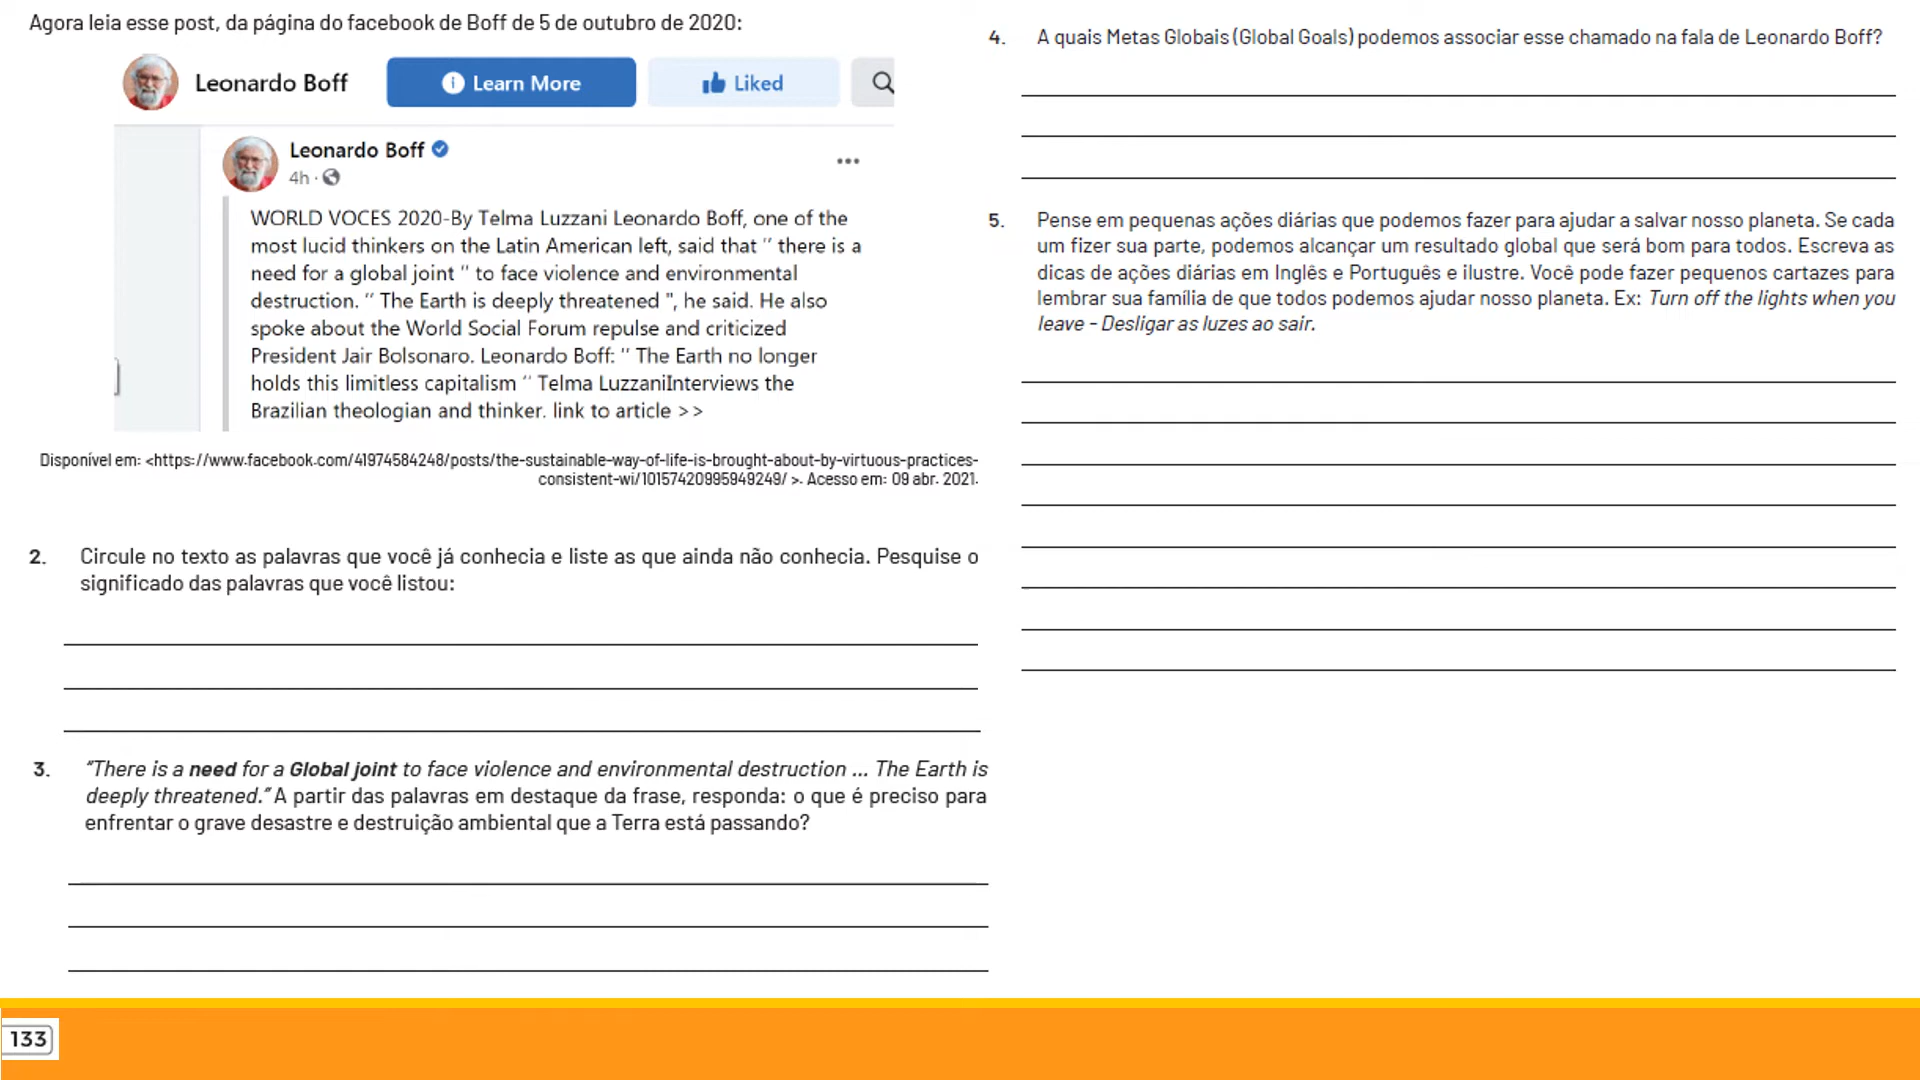 Agora leia esse post, da página do facebook de Boff de 5 de outubro de 2020:
Leonardo Boff
Learn More
Liked
Leonardo Boff
4h ·
WORLD VOCES 2020-By Telma Luzzani Leonardo Boff, one of the
most lucid thinkers on the Latin American left, said that ‘‘ there is a
need for a global joint ‘‘ to face violence and environmental
destruction. ‘‘ The Earth is deeply threatened ", he said. He also
spoke about the World Social Forum repulse and criticized
President Jair Bolsonaro. Leonardo Boff: ‘‘ The Earth no longer
holds this limitless capitalism ‘‘ Telma LuzzaniInterviews the
Brazilian theologian and thinker. link to article >>
Disponível em: <https://www.facebook.com/41974584248/posts/the-sustainable-way-of-life-is-brought-about-by-virtuous-practices-
consistent-wi/10157420995949249/ >. Acesso em: 09 abr. 2021.
2. Circule no texto as palavras que você já conhecia e liste as que ainda não conhecia. Pesquise o
significado das palavras que você listou:
3. “There is a need for a Global joint to face violence and environmental destruction ... The Earth is
deeply threatened.” A partir das palavras em destaque da frase, responda: o que é preciso para
enfrentar o grave desastre e destruição ambiental que a Terra está passando?
4. A quais Metas Globais (Global Goals) podemos associar esse chamado na fala de Leonardo Boff?
5. Pense em pequenas ações diárias que podemos fazer para ajudar a salvar nosso planeta. Se cada
um fizer sua parte, podemos alcançar um resultado global que será bom para todos. Escreva as
dicas de ações diárias em Inglês e Português e ilustre. Você pode fazer pequenos cartazes para
lembrar sua família de que todos podemos ajudar nosso planeta. Ex: Turn off the lights when you
leave - Desligar as luzes ao sair.
133